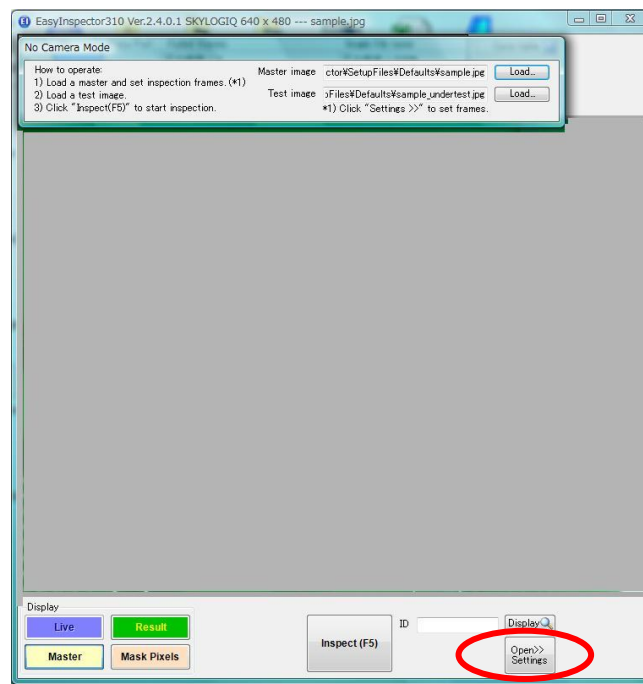 EasyInspector310 Ver.2.4.0.1 SKYLOGIQ 640 x 480 --- sample.jpg
No Camera Mode
How to operate:
1) Load a master and set inspection frames. (*1)
2) Load a test image.
3) Click "Inspect(F5)" to start inspection.
Master image ctor¥SetupFiles¥Defaults¥sample.jpg Load..
Test image Files¥Defaults¥sample_undertest.jpg Load..
*1) Click "Settings >>" to set frames.
Display
Live Result
Master Mask Pixels
Inspect (F5)
ID Display
Open>>
Settings